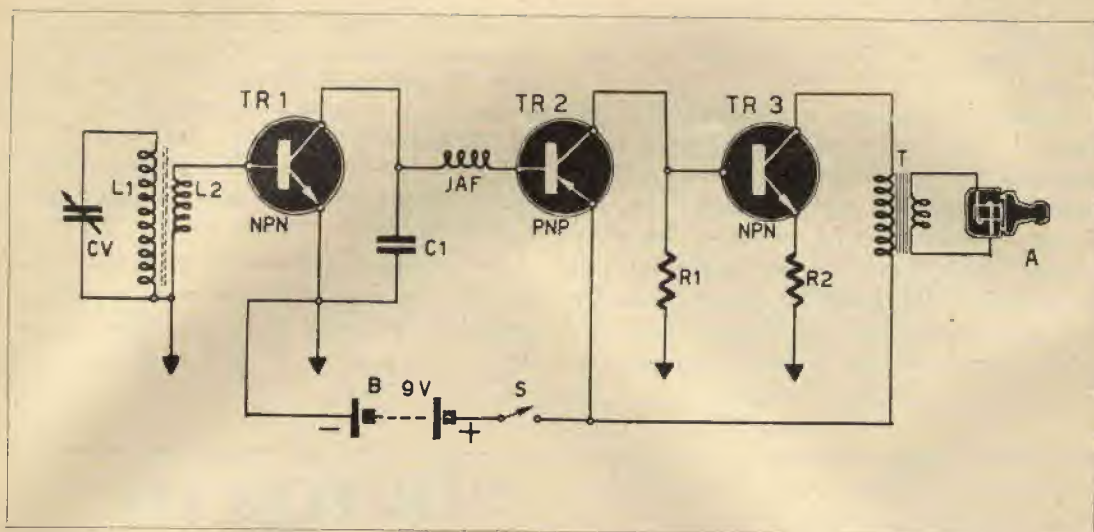 TR 1
TR 2
TR 3
L1
L2
CV
NPN
JAF
PNP
NPN
C1
R1
R2
T
A
B 9V
S
−
+